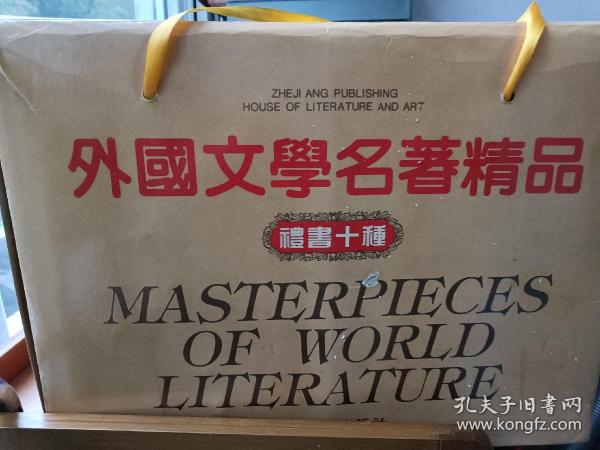 ZHEJI ANG PUBLISHING
HOUSE OF LITERATURE AND ART
外國文學名著精品
禮書十種
MASTERPIECES
OF WORLD
LITERATURE
孔夫子旧书网
www.kongfz.com